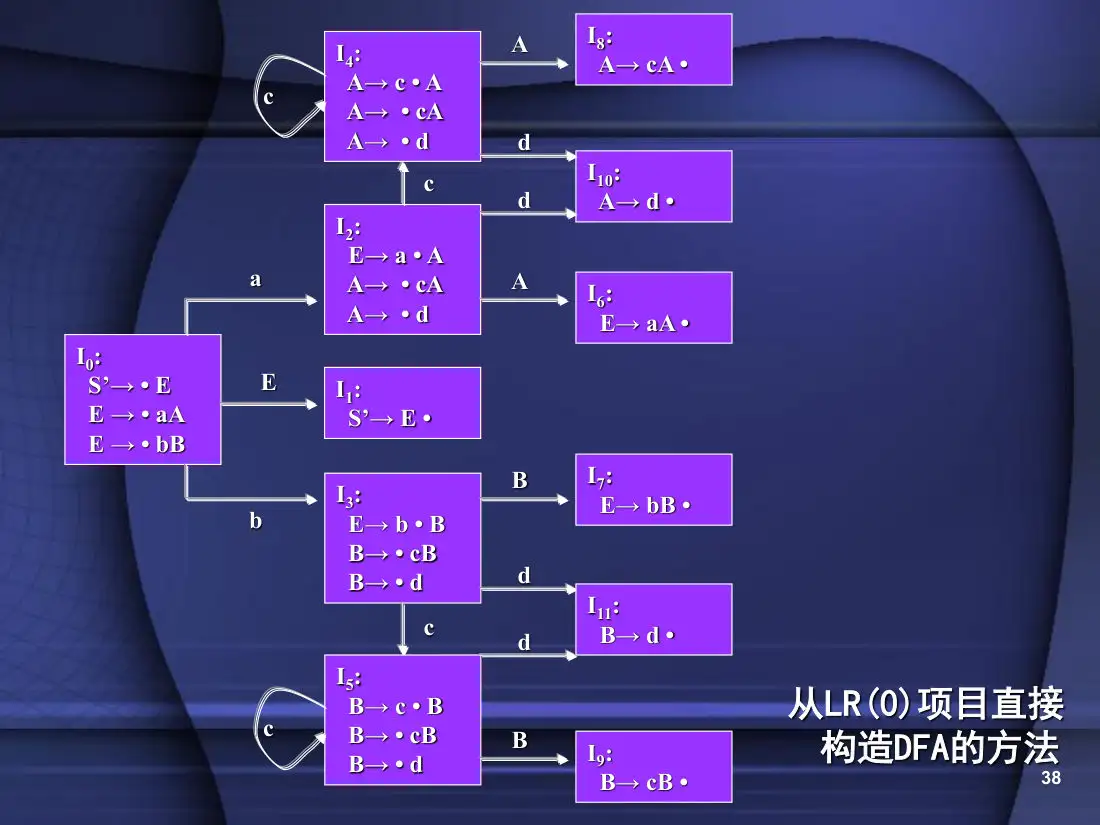 I₄:
A→ c • A
A→ • cA
A→ • d
c
A
I₈:
A→ cA •
d
I₁₀:
A→ d •
c
d
I₂:
E→ a • A
A→ • cA
A→ • d
a
A
I₆:
E→ aA •
I₀:
S’→ • E
E → • aA
E → • bB
E
I₁:
S’→ E •
b
I₃:
E→ b • B
B→ • cB
B→ • d
B
I₇:
E→ bB •
d
I₁₁:
B→ d •
c
d
I₅:
B→ c • B
B→ • cB
B→ • d
c
B
I₉:
B→ cB •
从LR(0)项目直接
构造DFA的方法
38